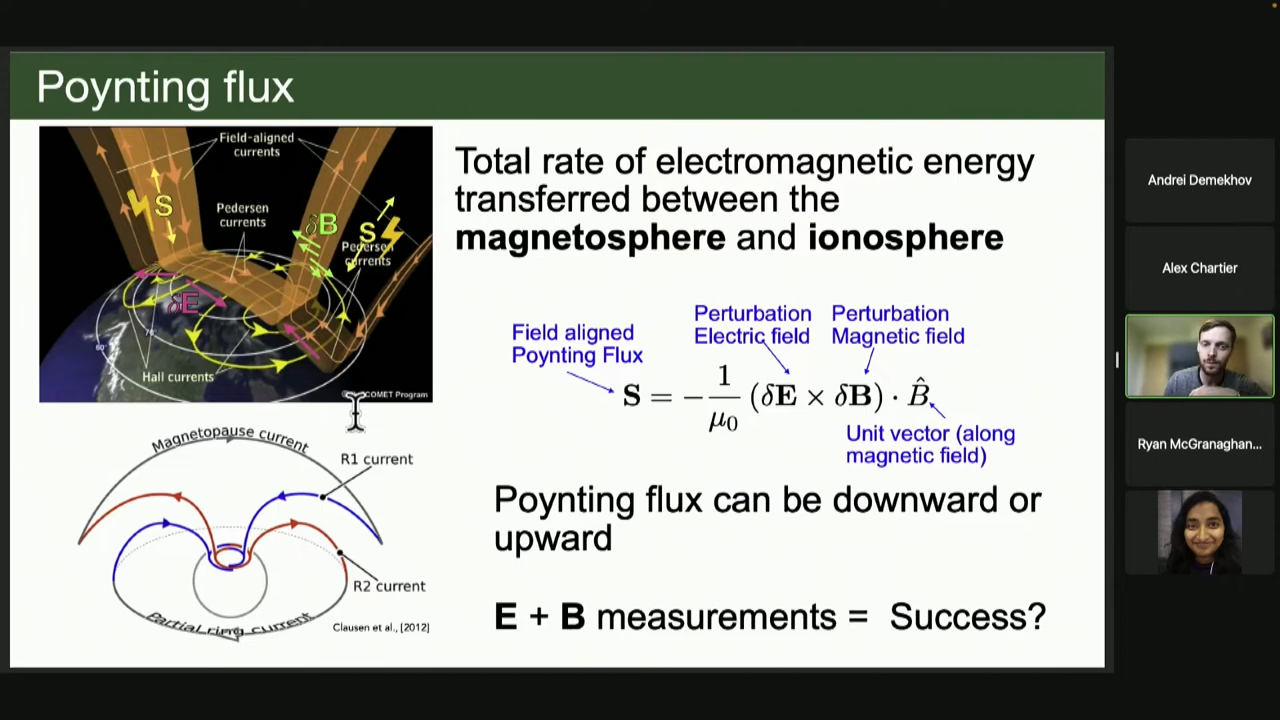 Poynting flux
Field-aligned
currents
S
Pedersen
currents
δB
S
Pedersen
currents
δE
70°
60°
Hall currents
COMET Program
Total rate of electromagnetic energy
transferred between the
magnetosphere and ionosphere
Field aligned
Poynting Flux
Perturbation
Electric field
Perturbation
Magnetic field
S = − 1/μ0 (δE × δB) · B̂
Unit vector (along
magnetic field)
Magnetopause current
R1 current
R2 current
Partial ring current
Clausen et al., [2012]
Poynting flux can be downward or
upward
E + B measurements = Success?
Andrei Demekhov
Alex Chartier
Ryan McGranaghan...